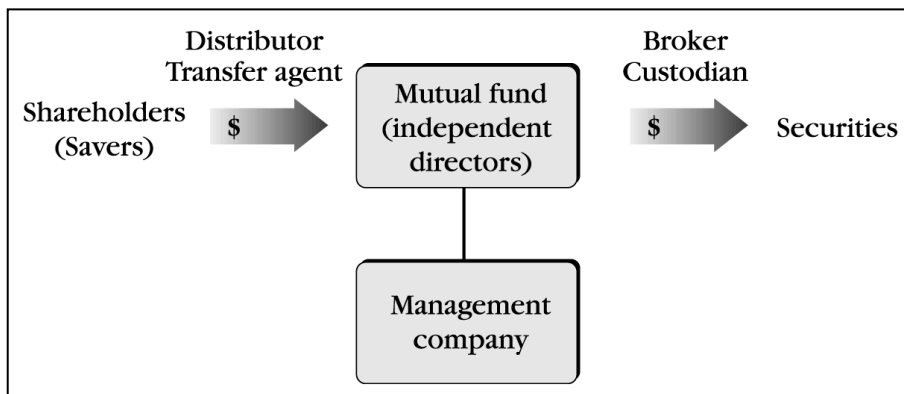 Distributor
Transfer agent
Shareholders
(Savers)
$
Mutual fund
(independent
directors)
Broker
Custodian
$
Securities
Management
company